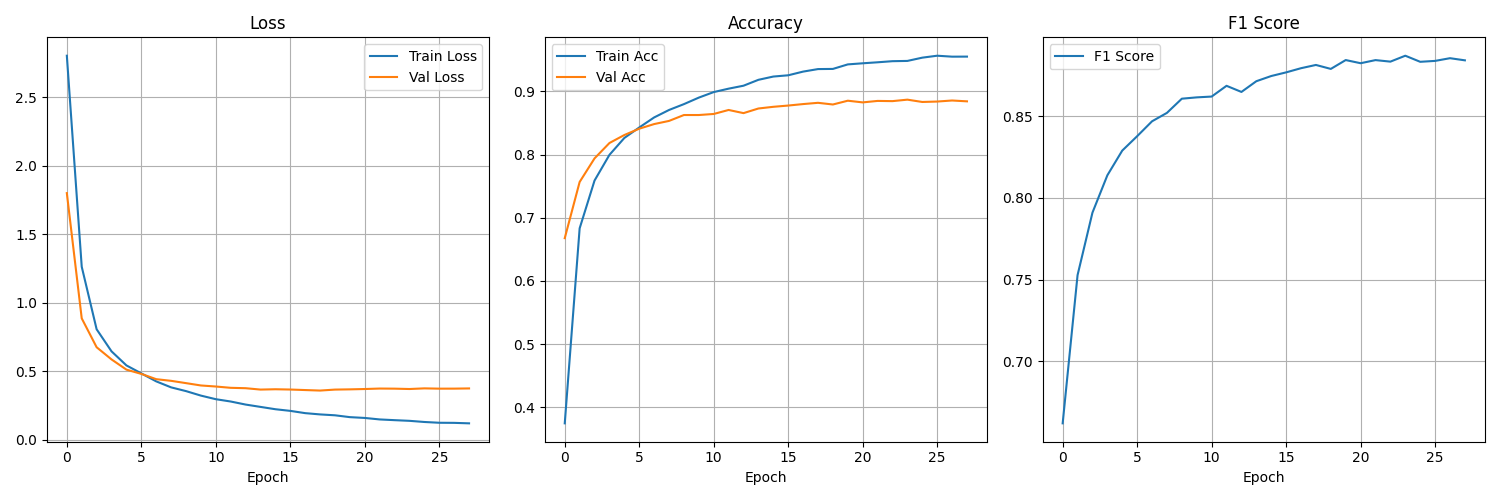 Loss
Train Loss
Val Loss
2.5
2.0
1.5
1.0
0.5
0.0
0 5 10 15 20 25
Epoch
Accuracy
Train Acc
Val Acc
0.9
0.8
0.7
0.6
0.5
0.4
0 5 10 15 20 25
Epoch
F1 Score
F1 Score
0.85
0.80
0.75
0.70
0 5 10 15 20 25
Epoch